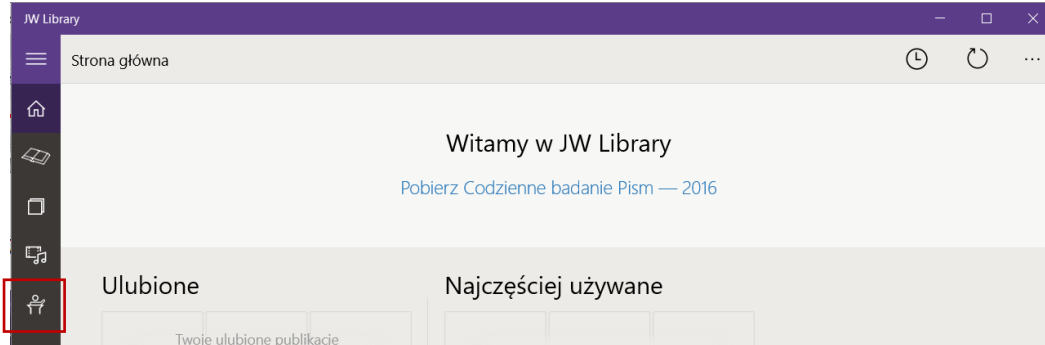 JW Library
Strona główna
Witamy w JW Library
Pobierz Codzienne badanie Pism — 2016
Ulubione
Najczęściej używane
Twoje ulubione publikacje